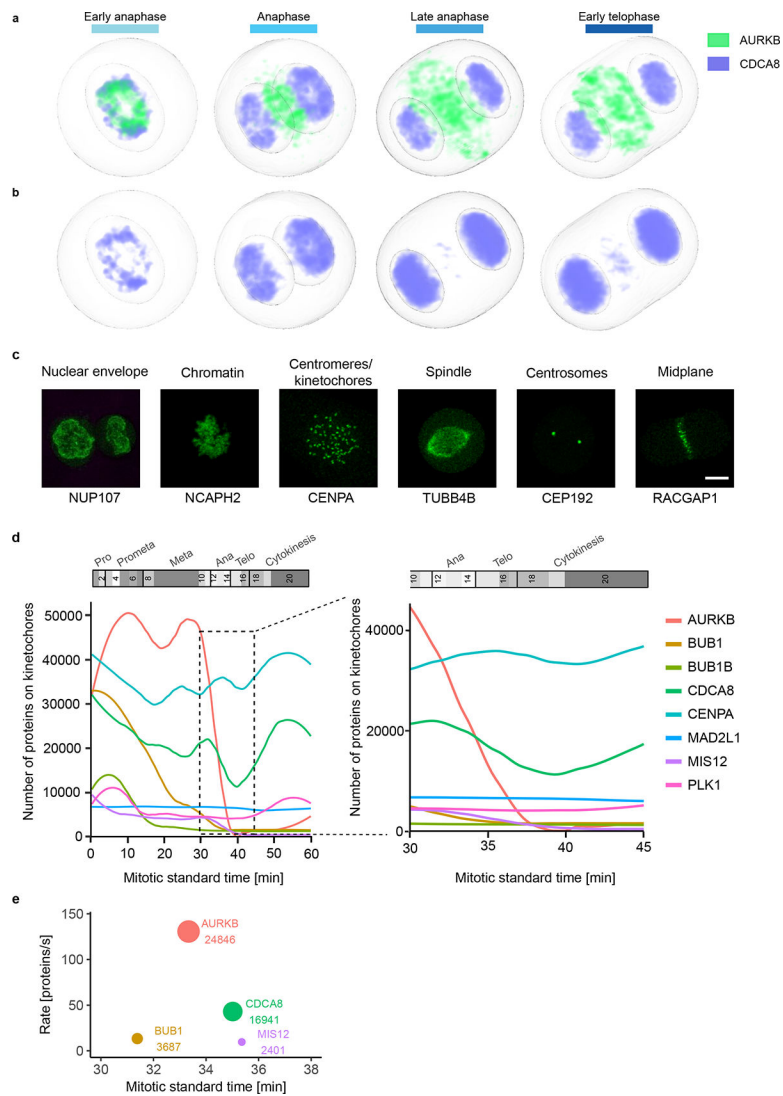 a
Early anaphase
Anaphase
Late anaphase
Early telophase
AURKB
CDCA8
b
c
Nuclear envelope
Chromatin
Centromeres/
kinetochores
Spindle
Centrosomes
Midplane
NUP107
NCAPH2
CENPA
TUBB4B
CEP192
RACGAP1
d
Pro
Prometa
Meta
Ana
Telo
Cytokinesis
2 4 6 8 10 12 14 16 18 20
Number of proteins on kinetochores
50000
40000
30000
20000
10000
0
0 10 20 30 40 50 60
Mitotic standard time [min]
Ana
Telo
Cytokinesis
10 12 14 16 18 20
Number of proteins on kinetochores
40000
20000
0
30 35 40 45
Mitotic standard time [min]
AURKB
BUB1
BUB1B
CDCA8
CENPA
MAD2L1
MIS12
PLK1
e
Rate [proteins/s]
150
100
50
0
AURKB
24846
CDCA8
16941
BUB1
3687
MIS12
2401
30 32 34 36 38
Mitotic standard time [min]